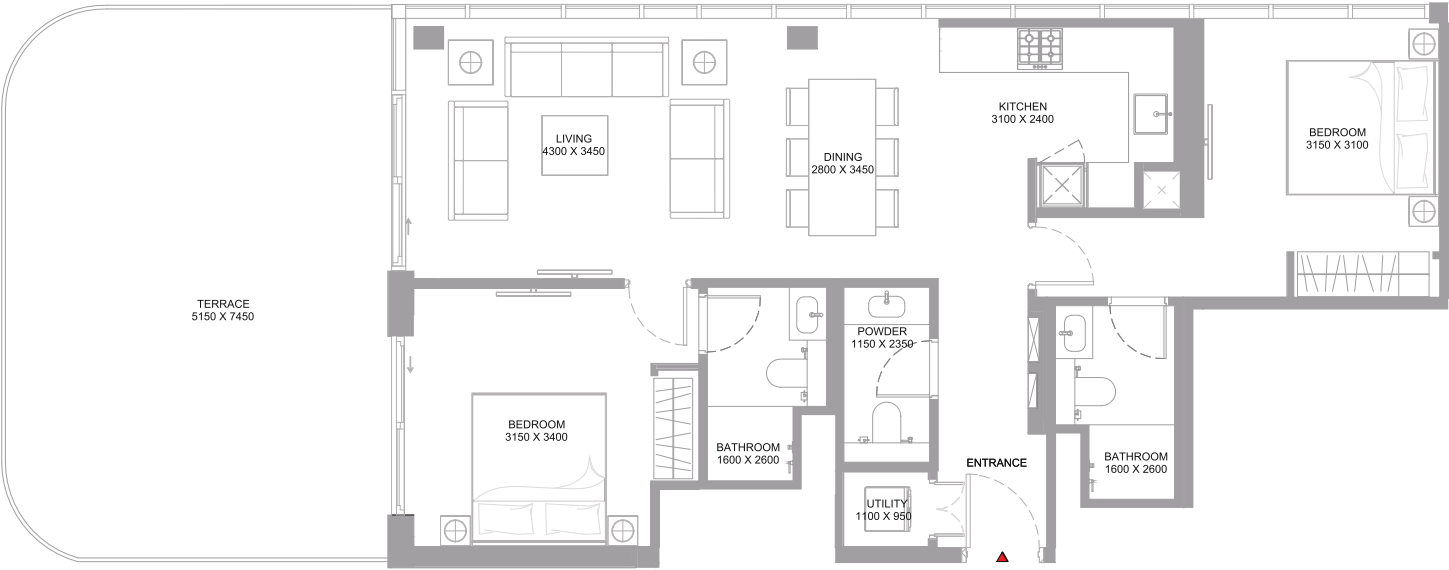 KITCHEN
3100 X 2400
LIVING
4300 X 3450
DINING
2800 X 3450
BEDROOM
3150 X 3100
TERRACE
5150 X 7450
POWDER
1150 X 2350
BEDROOM
3150 X 3400
BATHROOM
1600 X 2600
ENTRANCE
BATHROOM
1600 X 2600
UTILITY
1100 X 950